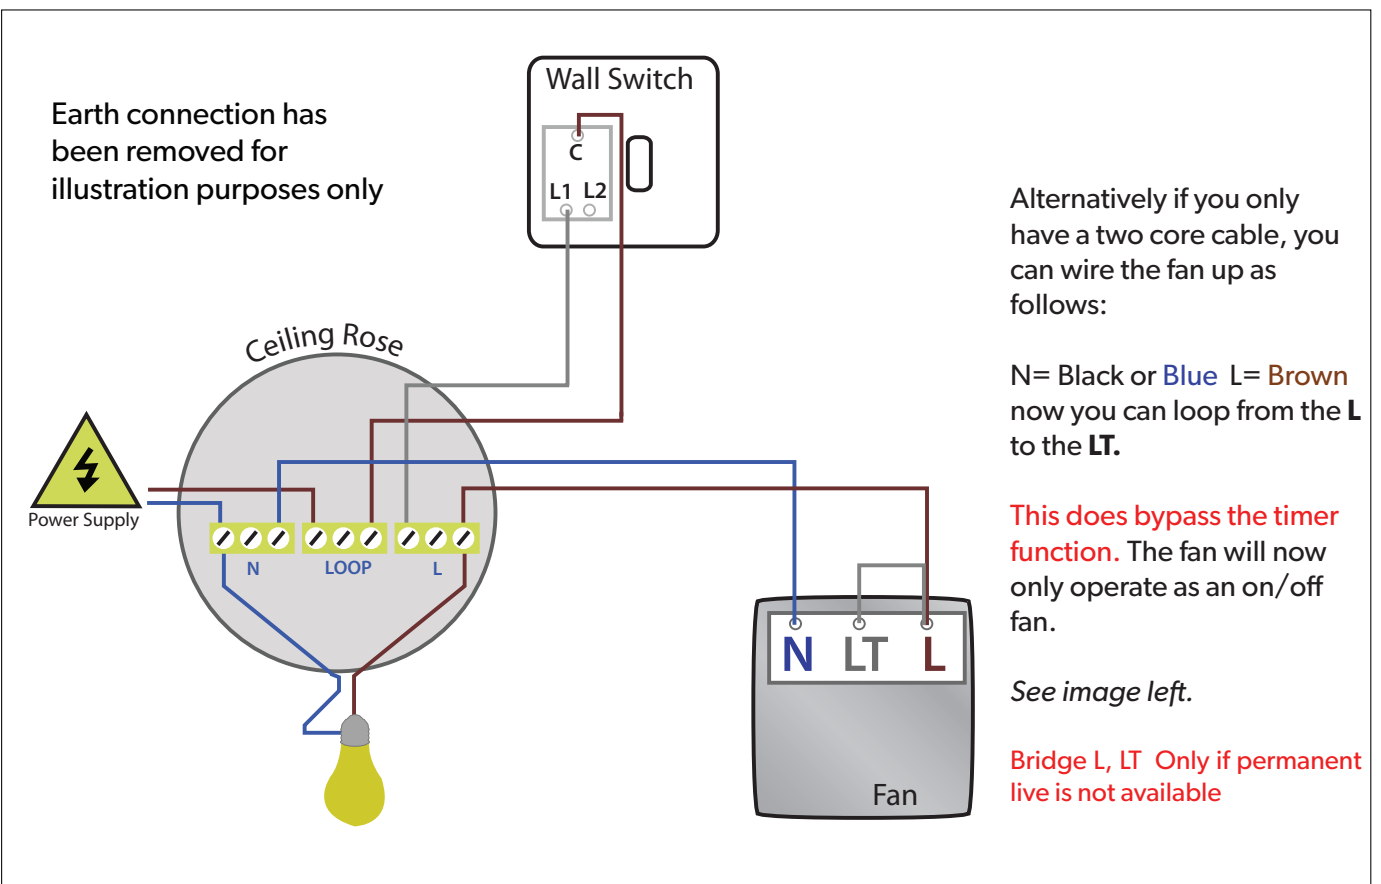 Wall Switch
C
L1 L2
Earth connection has
been removed for
illustration purposes only
Ceiling Rose
Power Supply
N
LOOP
L
N
LT
L
Fan
Alternatively if you only
have a two core cable, you
can wire the fan up as
follows:
N= Black or Blue L= Brown
now you can loop from the L
to the LT.
This does bypass the timer
function. The fan will now
only operate as an on/off
fan.
See image left.
Bridge L, LT Only if permanent
live is not available